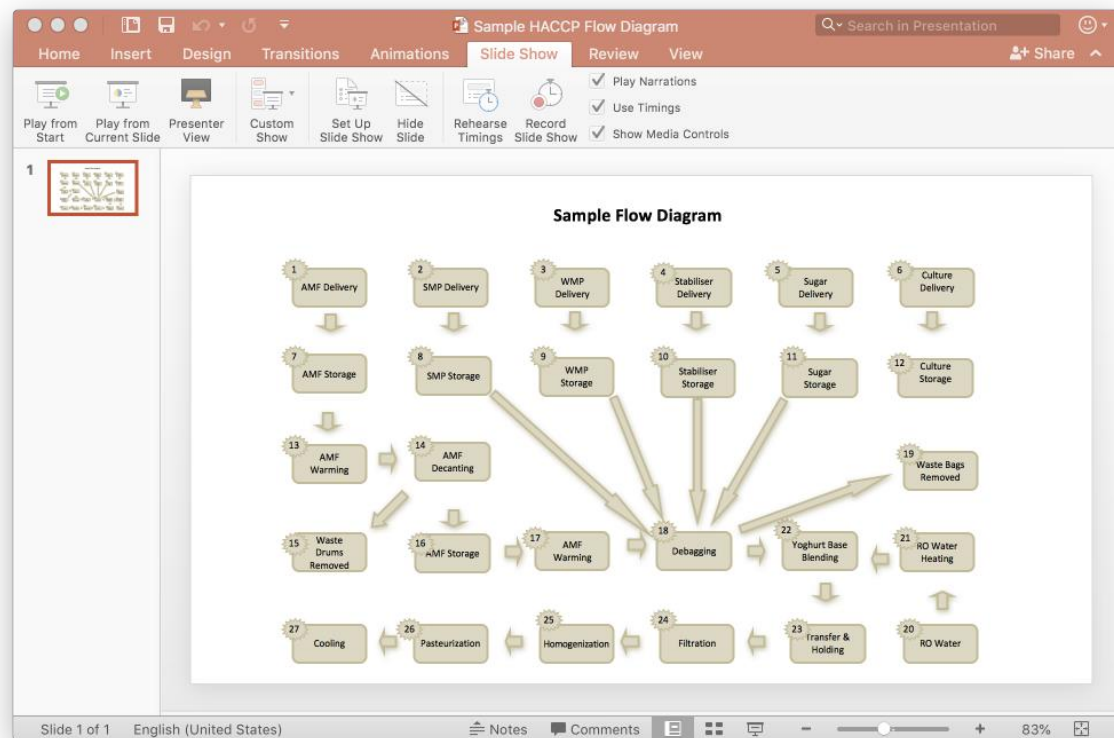 Sample HACCP Flow Diagram
Search in Presentation
Home Insert Design Transitions Animations Slide Show Review View Share
Play from Start
Play from Current Slide
Presenter View
Custom Show
Set Up Slide Show
Hide Slide
Rehearse Timings
Record Slide Show
Play Narrations
Use Timings
Show Media Controls
1
Sample Flow Diagram
1
AMF Delivery
2
SMP Delivery
3
WMP
Delivery
4
Stabiliser
Delivery
5
Sugar
Delivery
6
Culture
Delivery
7
AMF Storage
8
SMP Storage
9
WMP
Storage
10
Stabiliser
Storage
11
Sugar
Storage
12
Culture
Storage
13
AMF
Warming
14
AMF
Decanting
19
Waste Bags
Removed
15
Waste
Drums
Removed
16
AMF Storage
17
AMF
Warming
18
Debagging
22
Yoghurt Base
Blending
21
RO Water
Heating
27
Cooling
26
Pasteurization
25
Homogenization
24
Filtration
23
Transfer &
Holding
20
RO Water
Slide 1 of 1 English (United States) Notes Comments 83%